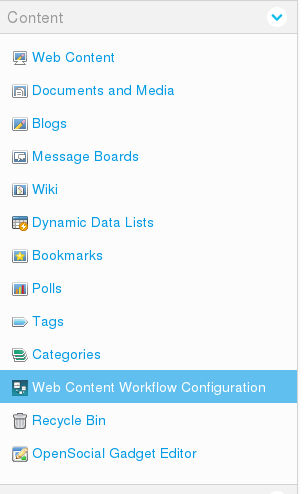 Content
Web Content
Documents and Media
Blogs
Message Boards
Wiki
Dynamic Data Lists
Bookmarks
Polls
Tags
Categories
Web Content Workflow Configuration
Recycle Bin
OpenSocial Gadget Editor